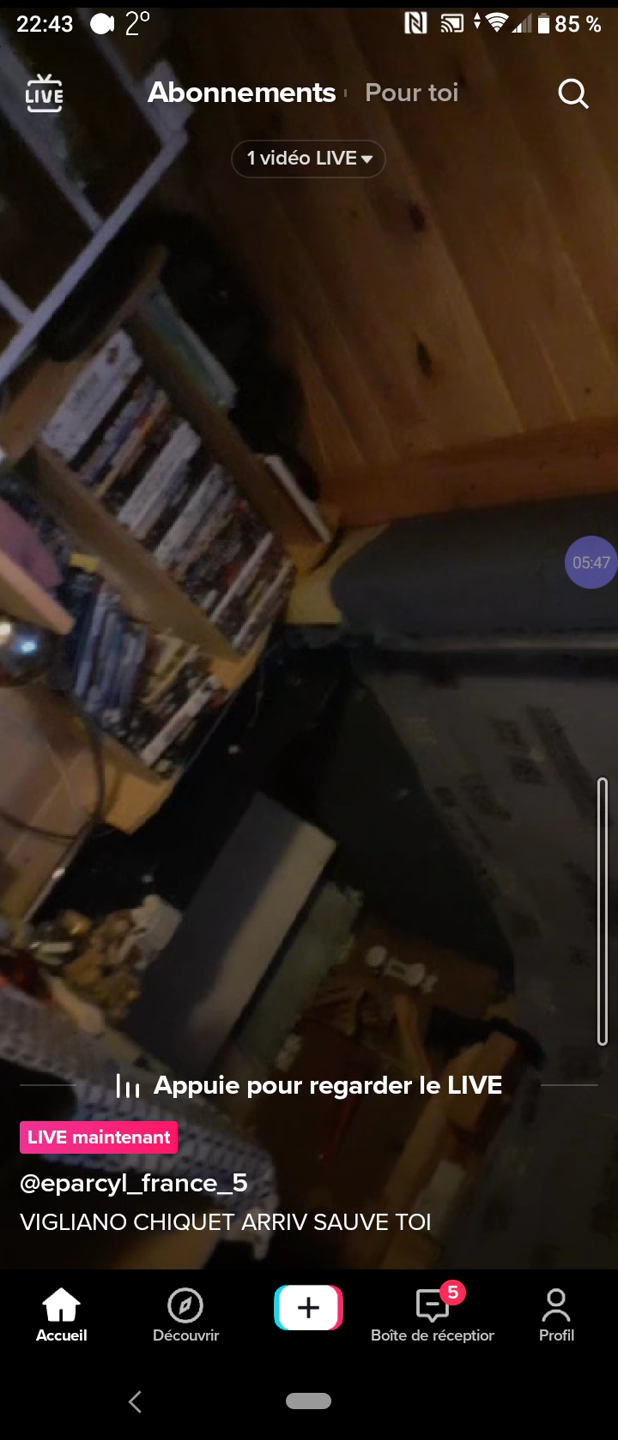 22:43 2° 85 %
LIVE Abonnements Pour toi
1 vidéo LIVE
05:47
Appuie pour regarder le LIVE
LIVE maintenant
@eparcyl_france_5
VIGLIANO CHIQUET ARRIV SAUVE TOI
5
Accueil Découvrir Boîte de réceptior Profil